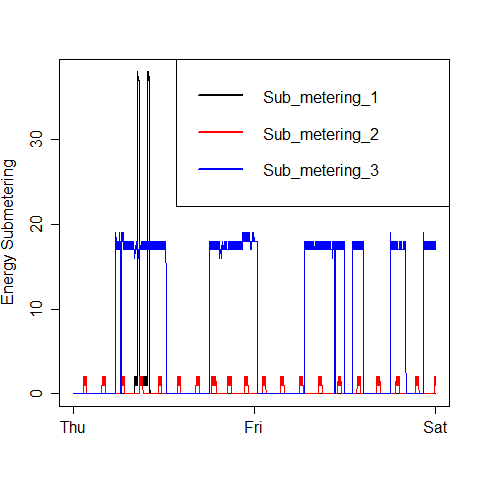 Sub_metering_1
Sub_metering_2
Sub_metering_3
Energy Submetering
30
20
10
0
Thu Fri Sat